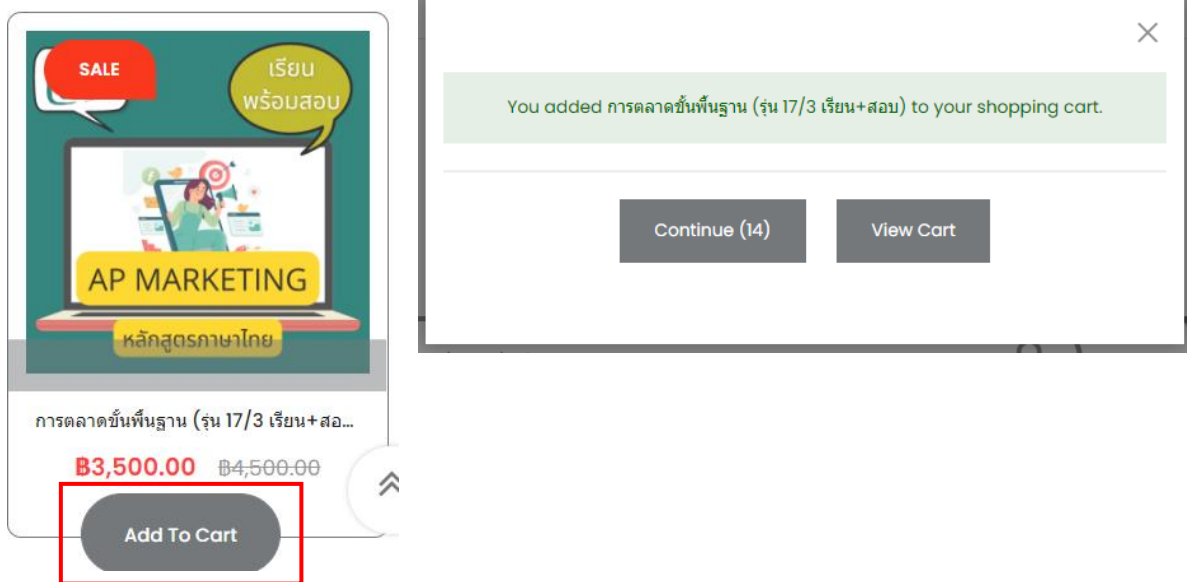 SALE
เรียน
พร้อมสอบ
AP MARKETING
หลักสูตรภาษาไทย
การตลาดขั้นพื้นฐาน (รุ่น 17/3 เรียน+สอ...
฿3,500.00 ฿4,500.00
Add To Cart
You added การตลาดขั้นพื้นฐาน (รุ่น 17/3 เรียน+สอบ) to your shopping cart.
Continue (14)
View Cart